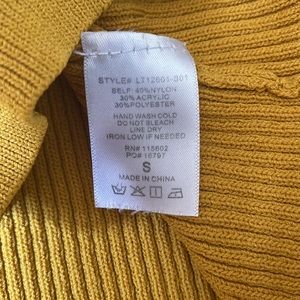 STYLE# LT12601-S01
SELF: 40%NYLON
30% ACRYLIC
30%POLYESTER
HAND WASH COLD
DO NOT BLEACH
LINE DRY
IRON LOW IF NEEDED
RN# 115602
PO# 16797
S
MADE IN CHINA